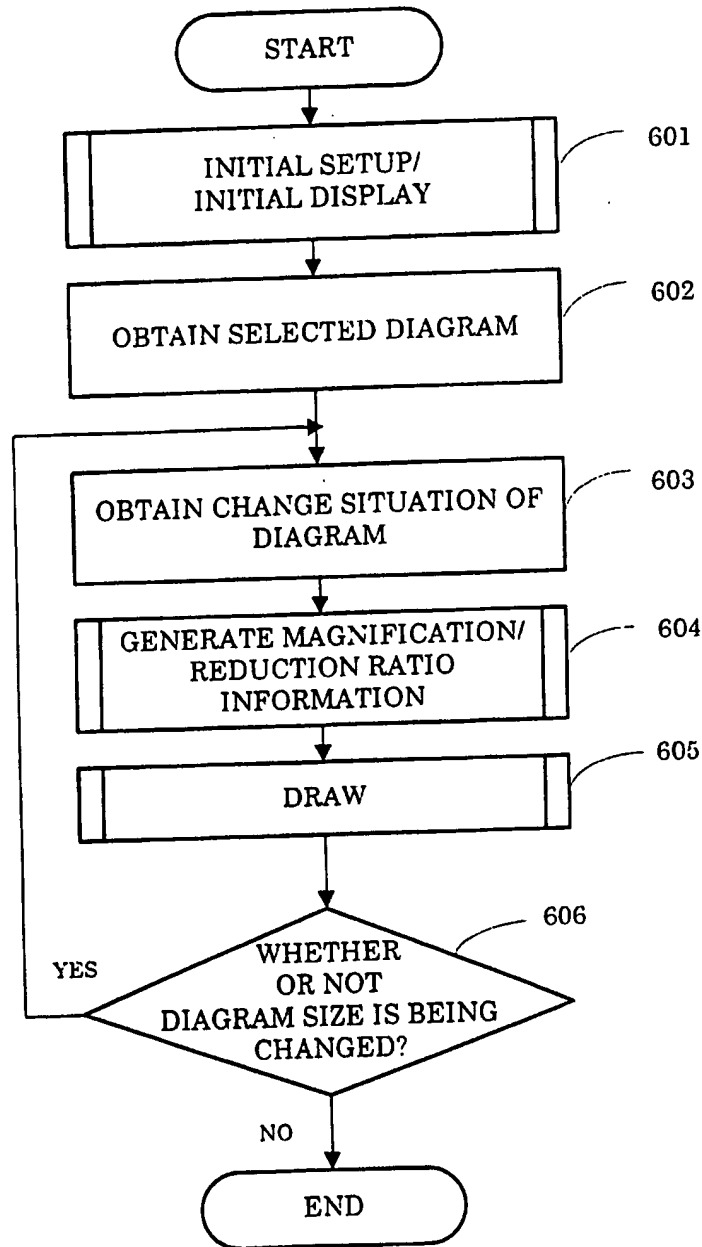 START
601
INITIAL SETUP/
INITIAL DISPLAY
602
OBTAIN SELECTED DIAGRAM
603
OBTAIN CHANGE SITUATION OF
DIAGRAM
604
GENERATE MAGNIFICATION/
REDUCTION RATIO
INFORMATION
605
DRAW
606
YES
WHETHER
OR NOT
DIAGRAM SIZE IS BEING
CHANGED?
NO
END